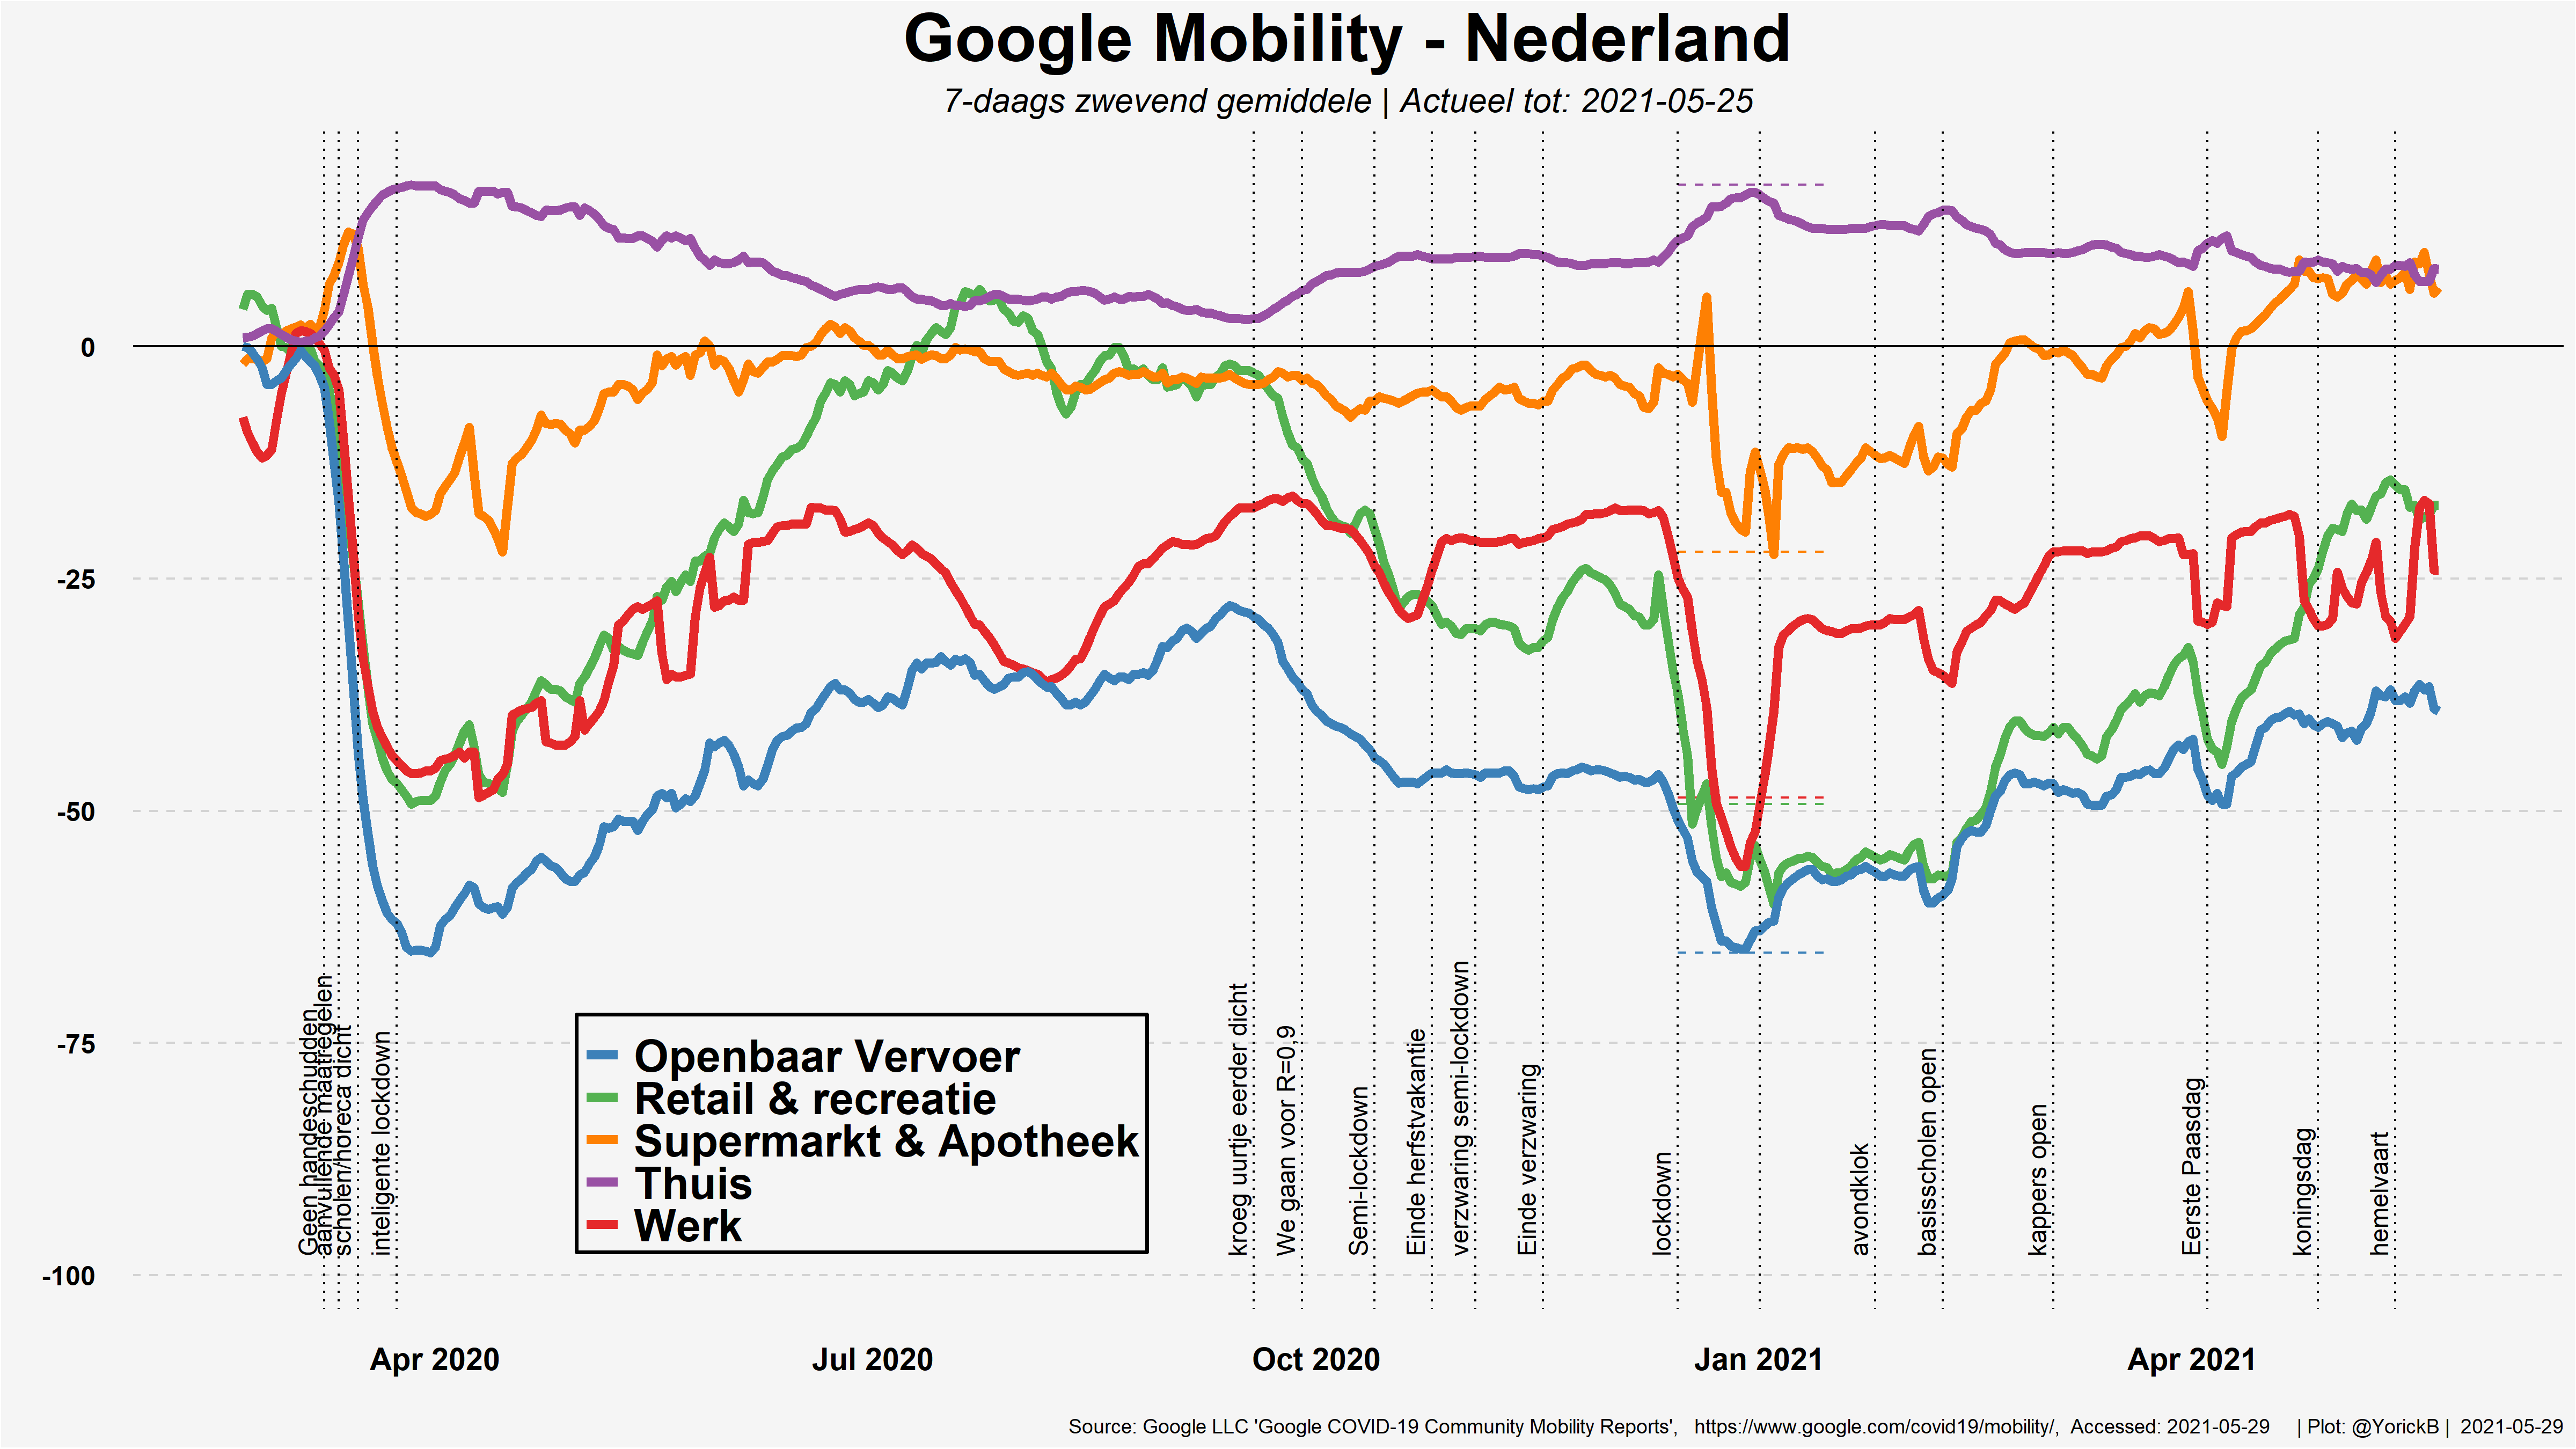 Google Mobility - Nederland
7-daags zwevend gemiddele | Actueel tot: 2021-05-25
0
-25
-50
-75
-100
Geen handeschudden
aanvullende maatregelen
scholen/horeca dicht
inteligente lockdown
kroeg uurtje eerder dicht
We gaan voor R=0,9
Semi-lockdown
Einde herfstvakantie
verzwaring semi-lockdown
Einde verzwaring
lockdown
avondklok
basisscholen open
kappers open
Eerste Paasdag
koningsdag
hemelvaart
Openbaar Vervoer
Retail & recreatie
Supermarkt & Apotheek
Thuis
Werk
Apr 2020
Jul 2020
Oct 2020
Jan 2021
Apr 2021
Source: Google LLC 'Google COVID-19 Community Mobility Reports', https://www.google.com/covid19/mobility/, Accessed: 2021-05-29 | Plot: @YorickB | 2021-05-29